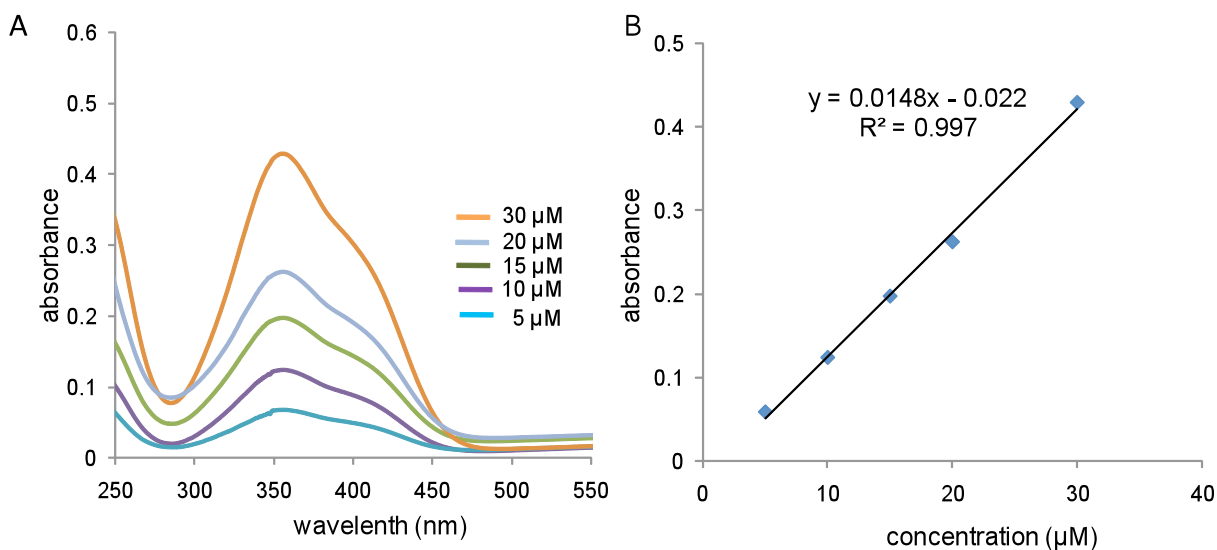 A
0.6
0.5
0.4
0.3
0.2
0.1
0
absorbance
250
300
350
400
450
500
550
wavelenth (nm)
30 µM
20 µM
15 µM
10 µM
5 µM
B
0.5
0.4
0.3
0.2
0.1
0
absorbance
y = 0.0148x - 0.022
R² = 0.997
0
10
20
30
40
concentration (µM)